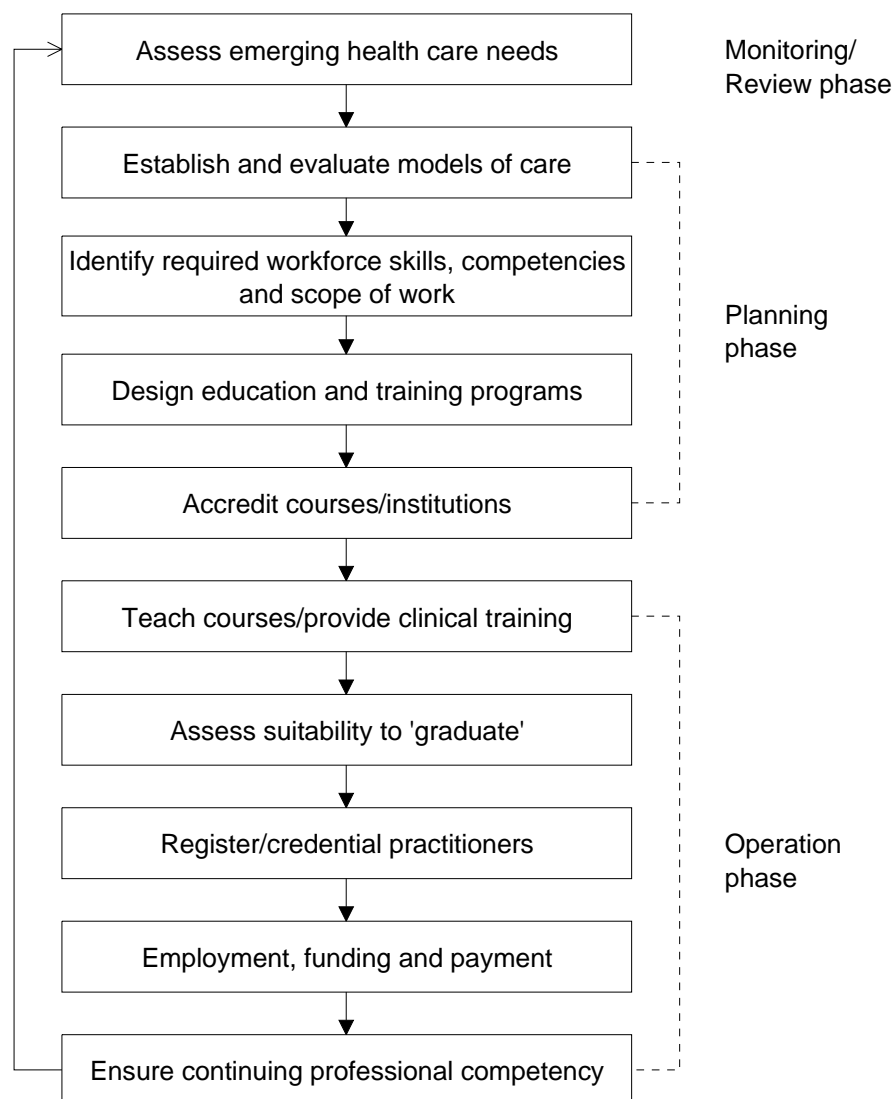 Assess emerging health care needs
Monitoring/
Review phase
Establish and evaluate models of care
Identify required workforce skills, competencies
and scope of work
Planning
phase
Design education and training programs
Accredit courses/institutions
Teach courses/provide clinical training
Assess suitability to 'graduate'
Register/credential practitioners
Operation
phase
Employment, funding and payment
Ensure continuing professional competency